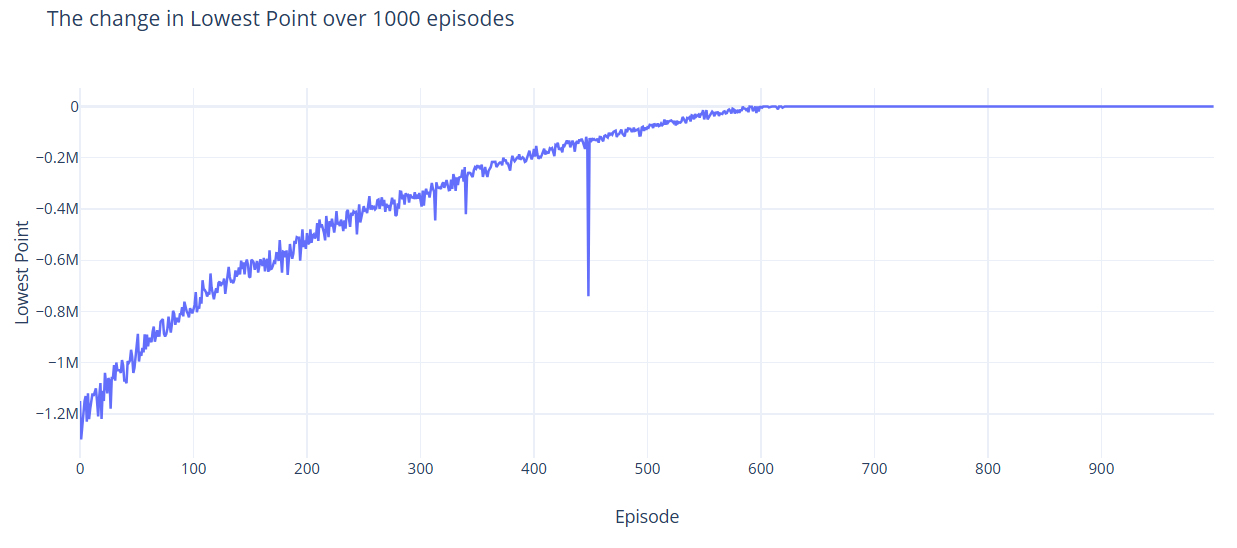 The change in Lowest Point over 1000 episodes
Lowest Point
0
−0.2M
−0.4M
−0.6M
−0.8M
−1M
−1.2M
0 100 200 300 400 500 600 700 800 900
Episode